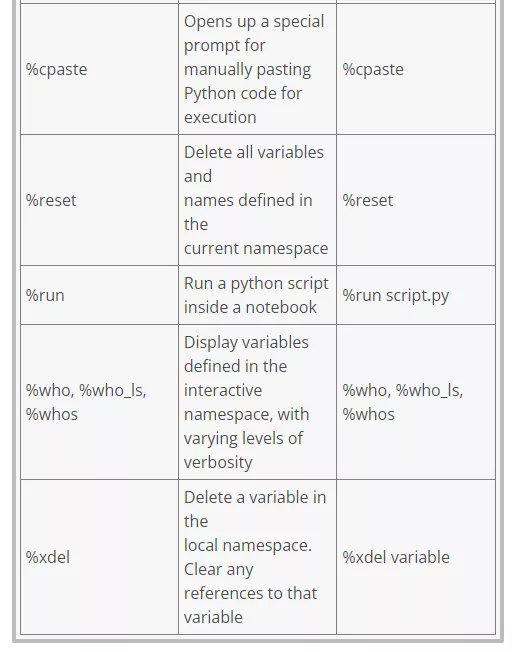 %cpaste
Opens up a special
prompt for
manually pasting
Python code for
execution
%cpaste
%reset
Delete all variables
and
names defined in
the
current namespace
%reset
%run
Run a python script
inside a notebook
%run script.py
%who, %who_ls,
%whos
Display variables
defined in the
interactive
namespace, with
varying levels of
verbosity
%who, %who_ls,
%whos
%xdel
Delete a variable in
the
local namespace.
Clear any
references to that
variable
%xdel variable